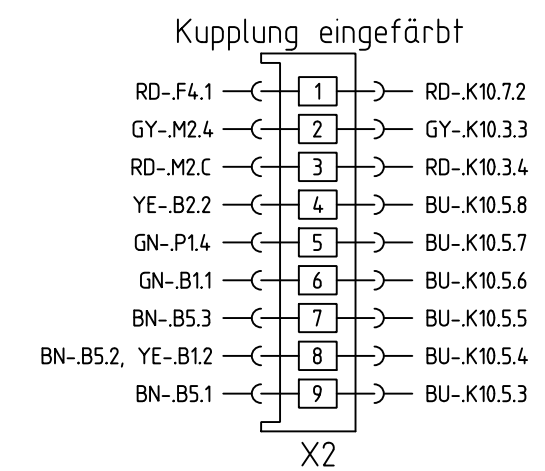 Kupplung eingefärbt
RD-.F4.1 1 RD-.K10.7.2
GY-.M2.4 2 GY-.K10.3.3
RD-.M2.C 3 RD-.K10.3.4
YE-.B2.2 4 BU-.K10.5.8
GN-.P1.4 5 BU-.K10.5.7
GN-.B1.1 6 BU-.K10.5.6
BN-.B5.3 7 BU-.K10.5.5
BN-.B5.2, YE-.B1.2 8 BU-.K10.5.4
BN-.B5.1 9 BU-.K10.5.3
X2